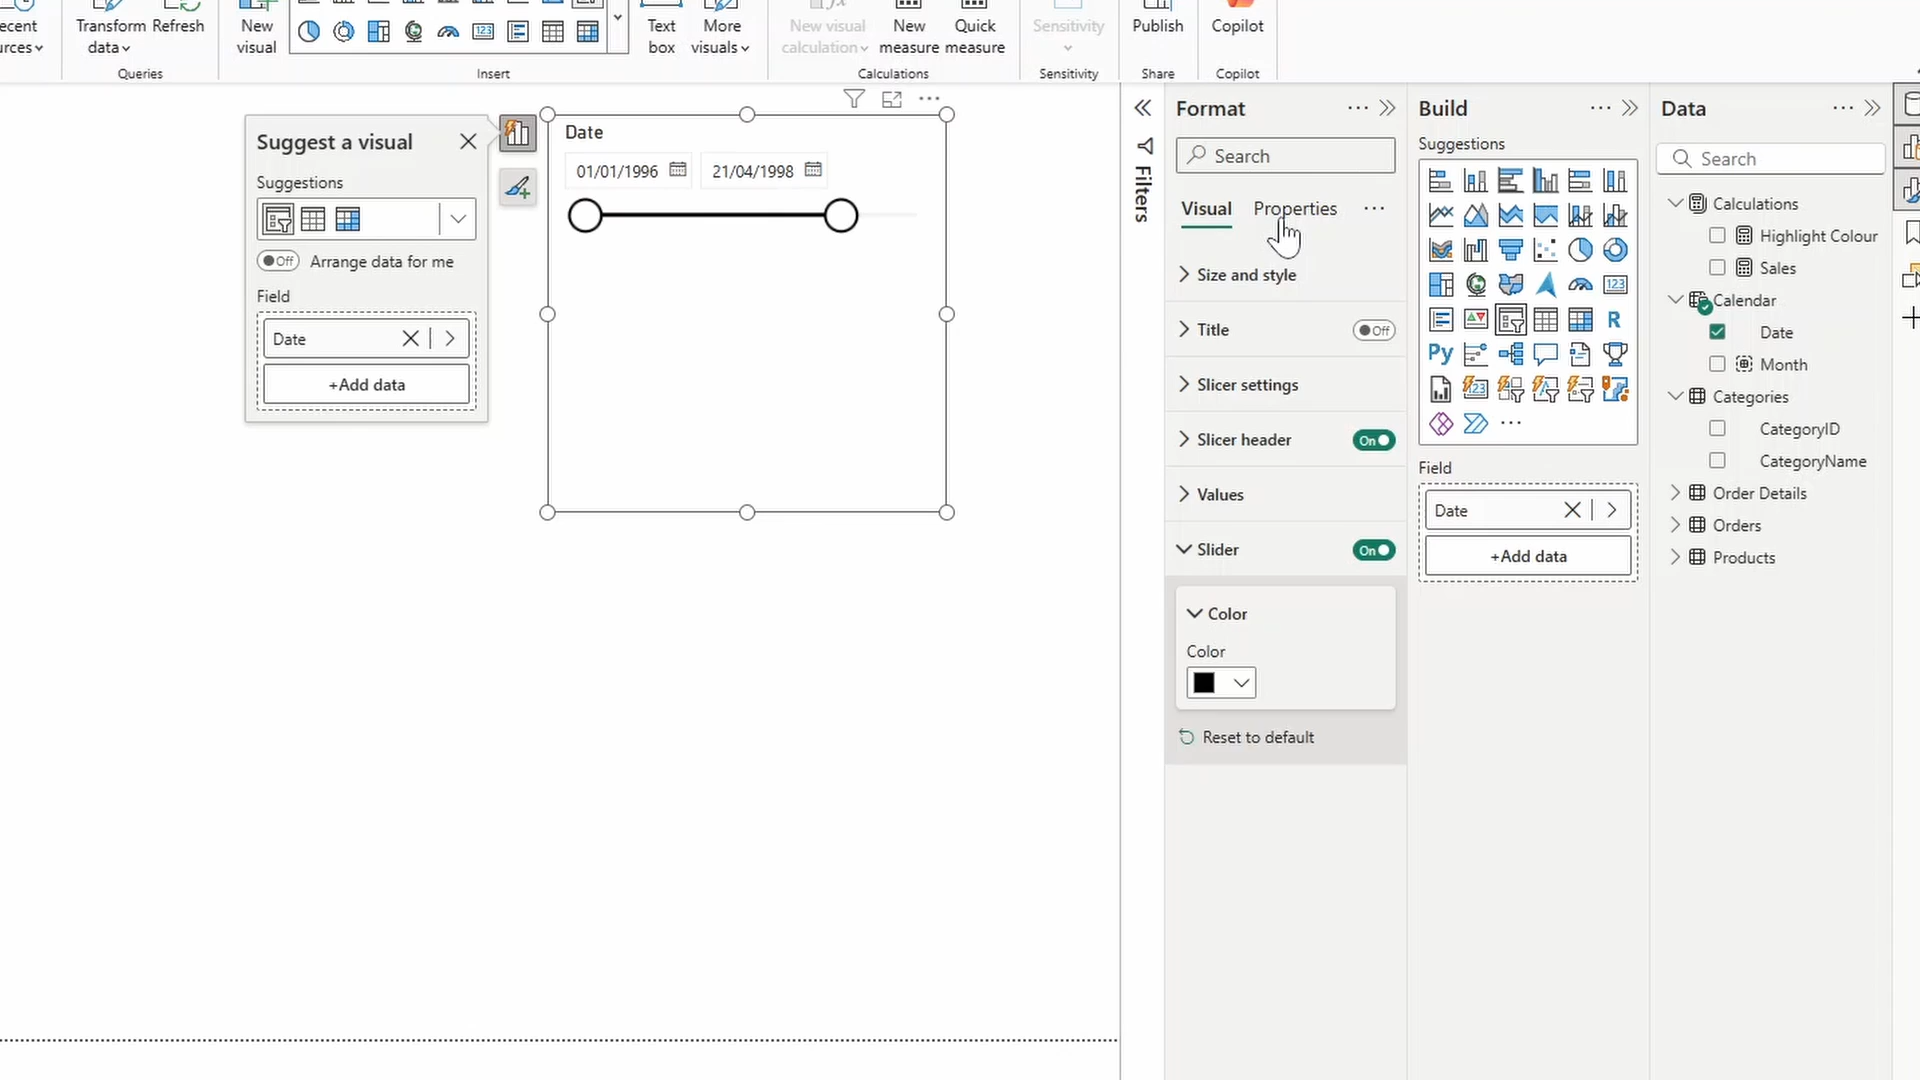 ecent
urces
Transform
data
Refresh
Queries
New
visual
Insert
Text
box
More
visuals
New visual
calculation
New
measure
Quick
measure
Calculations
Sensitivity
Sensitivity
Publish
Share
Copilot
Copilot
Suggest a visual
Suggestions
Off Arrange data for me
Field
Date
+Add data
Date
01/01/1996 21/04/1998
Filters
Format
Search
Visual Properties
Size and style
Title Off
Slicer settings
Slicer header On
Values
Slider On
Color
Color
Reset to default
Build
Suggestions
123
R
Py
123
Field
Date
+Add data
Data
Search
Calculations
Highlight Colour
Sales
Calendar
Date
Month
Categories
CategoryID
CategoryName
Order Details
Orders
Products